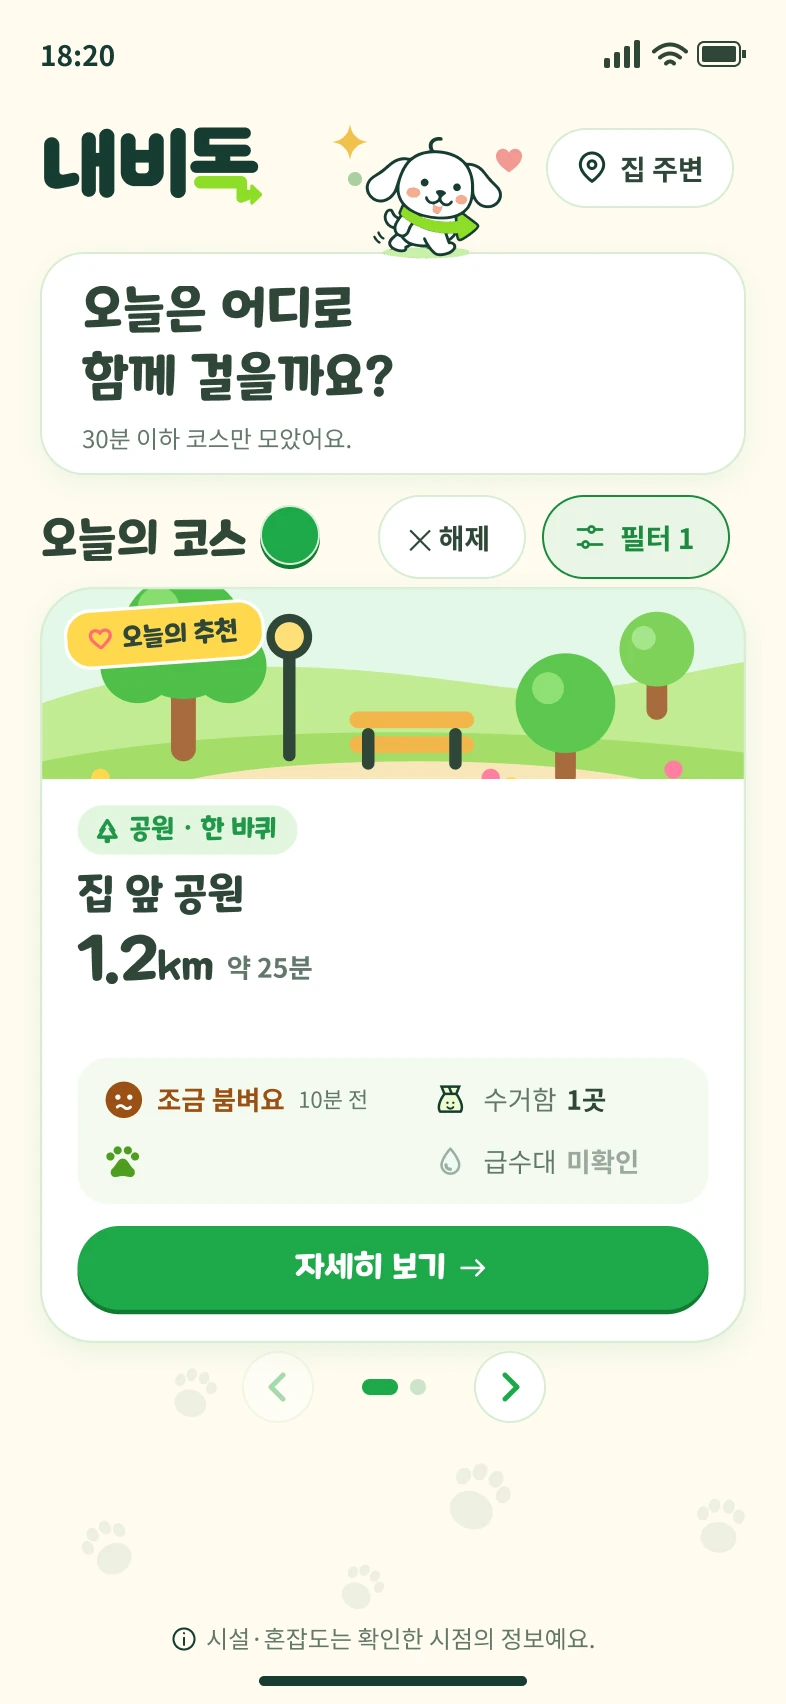 18:20
내비독
집 주변
오늘은 어디로
함께 걸을까요?
30분 이하 코스만 모았어요.
오늘의 코스
해제
필터 1
오늘의 추천
공원 · 한 바퀴
집 앞 공원
1.2km 약 25분
조금 붐벼요 10분 전
수거함 1곳
급수대 미확인
자세히 보기 →
시설·혼잡도는 확인한 시점의 정보예요.